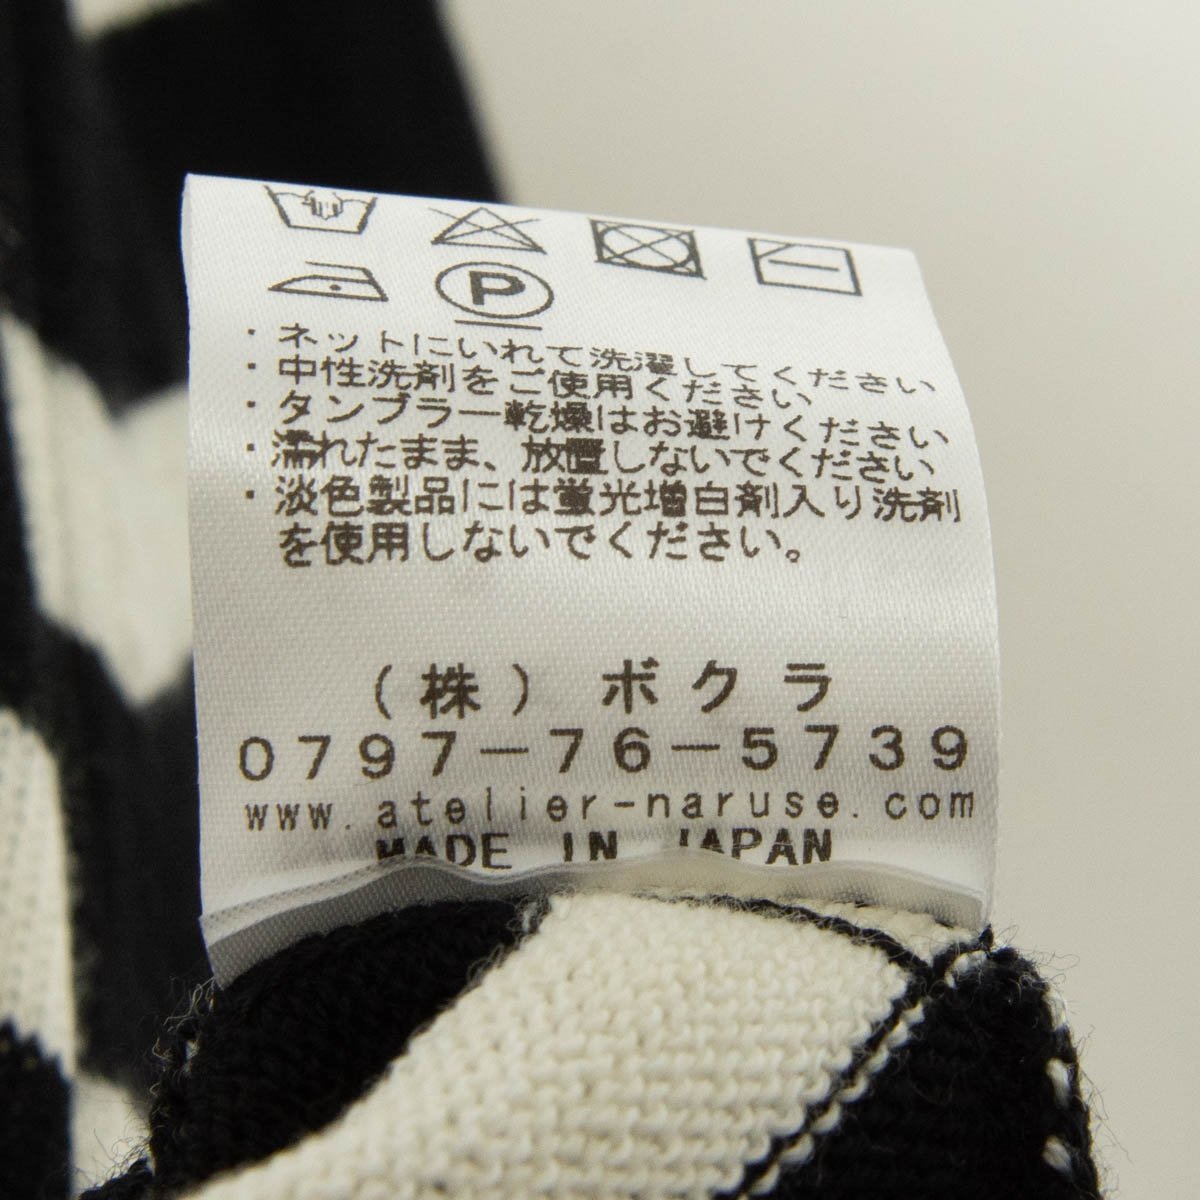 P
・ネットにいれて洗濯してください
・中性洗剤をご使用ください
・タンブラー乾燥はお避けください
・濡れたまま、放置しないでください
・淡色製品には蛍光増白剤入り洗剤
を使用しないでください。
（株）ボクラ
0797-76-5739
www.atelier-naruse.com
MADE IN JAPAN